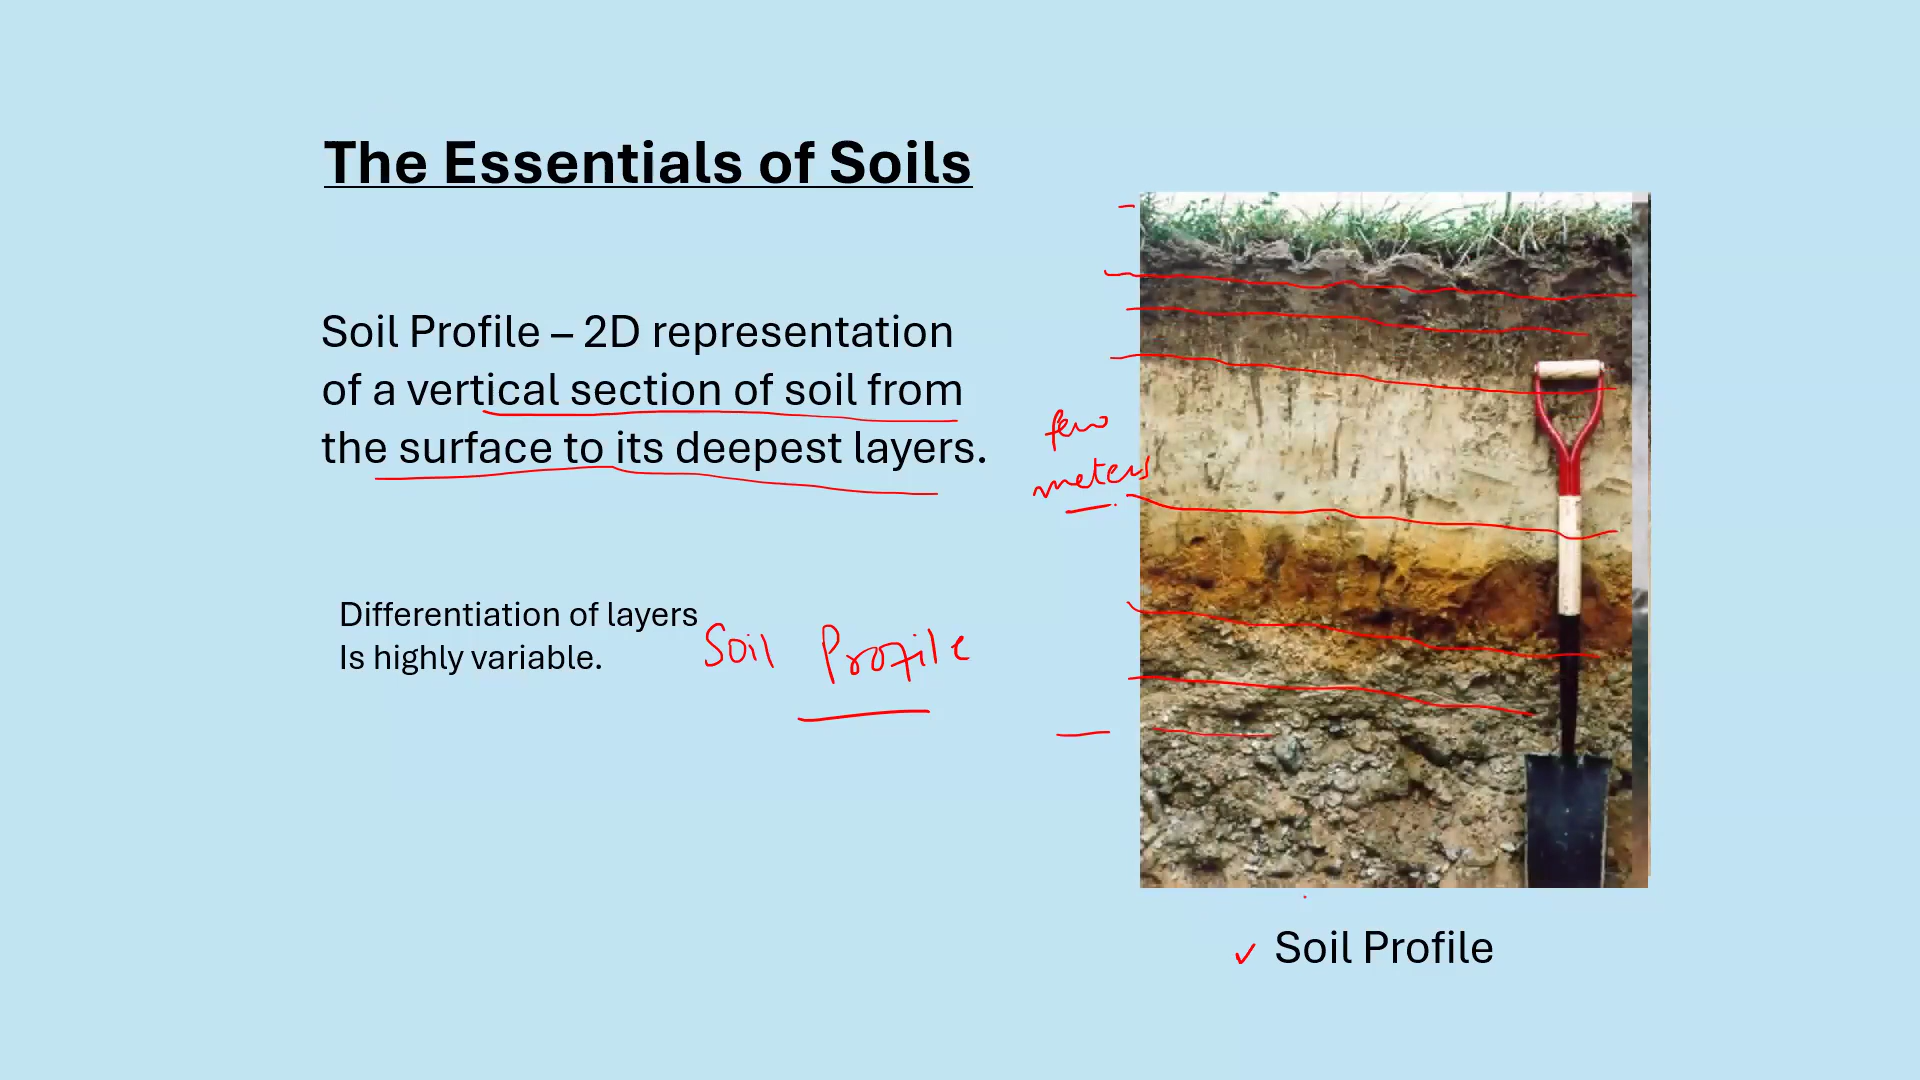 The Essentials of Soils
Soil Profile – 2D representation
of a vertical section of soil from
the surface to its deepest layers.
few
meters
Differentiation of layers
Is highly variable.
Soil Profile
Soil Profile